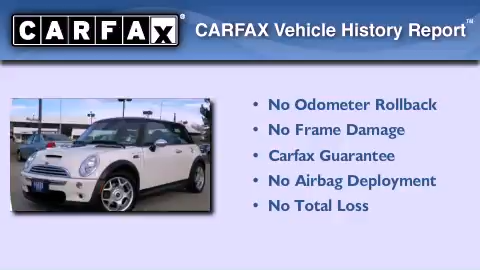 CARFAX® CARFAX Vehicle History Report™
• No Odometer Rollback
• No Frame Damage
• Carfax Guarantee
• No Airbag Deployment
• No Total Loss